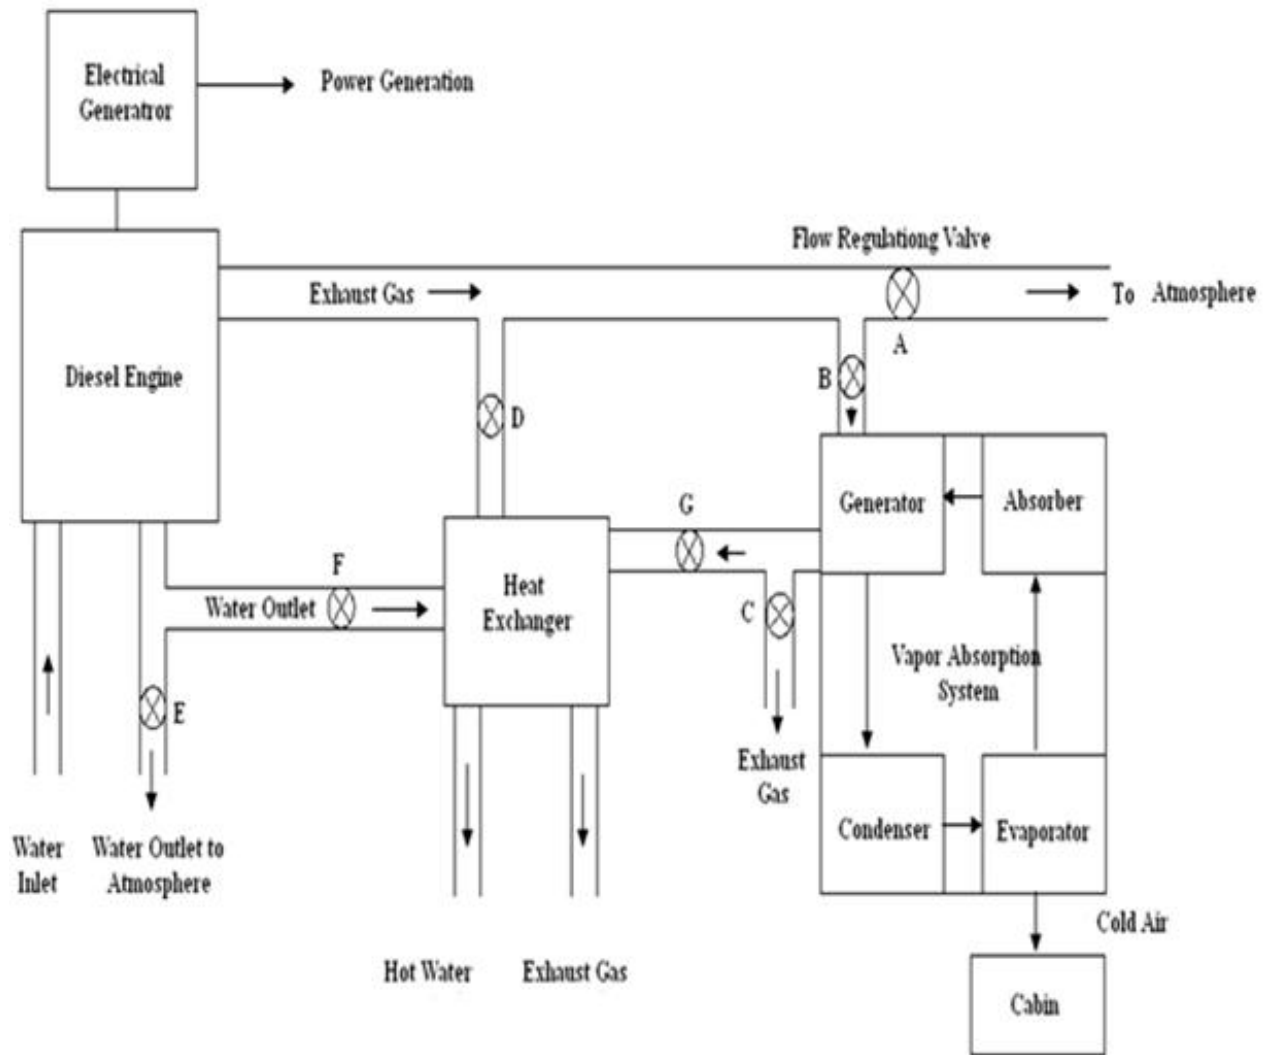 Electrical
Generatror
Power Generation
Flow Regulationg Valve
Exhaust Gas
To Atmosphere
A
Diesel Engine
B
D
G
Generator
Absorber
F
Heat
Exchanger
Water Outlet
C
Vapor Absorption
System
E
Exhaust
Gas
Condenser
Evaporator
Water
Inlet
Water Outlet to
Atmosphere
Cold Air
Hot Water
Exhaust Gas
Cabin